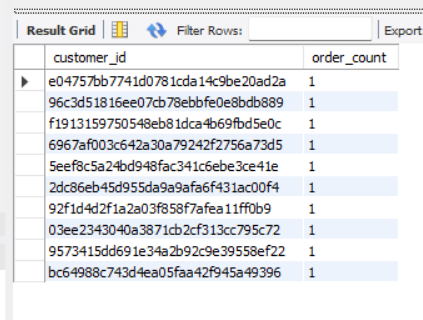 Result Grid Filter Rows: Export
customer_id order_count
e04757bb7741d0781cda14c9be20ad2a 1
96c3d51816ee07cb78ebbfe0e8bdb889 1
f1913159750548eb81dca4b69fbd5e0c 1
6967af003c642a30a79242f2756a73d5 1
5eef8c5a24bd948fac341c6ebe3ce41e 1
2dc86eb45d955da9a9afa6f431ac00f4 1
92f1d4d2f1a2a03f858f7afea11ff0b9 1
03ee2343040a3871cb2cf313cc795c72 1
9573415dd691e34a2b92c9e39558ef22 1
bc64988c743d4ea05faa42f945a49396 1